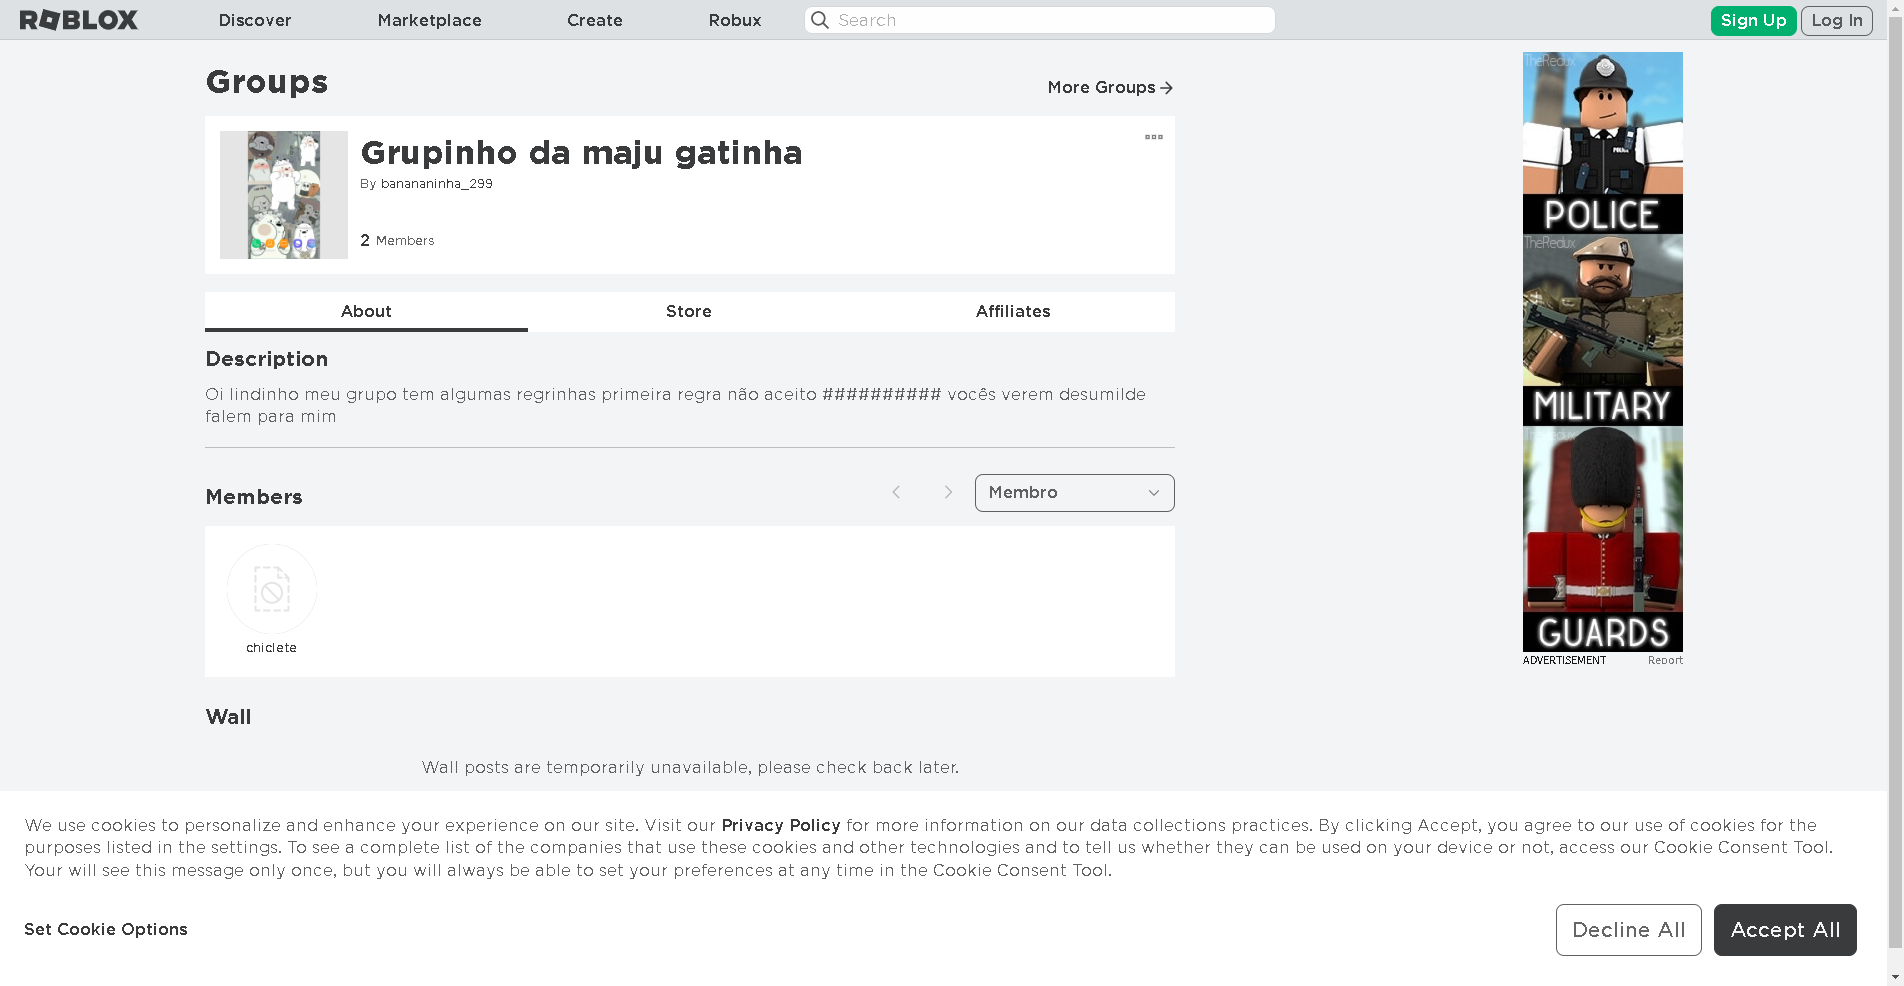 ROBLOX
Discover
Marketplace
Create
Robux
Search
Sign Up
Log In
Groups
More Groups
Grupinho da maju gatinha
By banananinha_299
2 Members
About
Store
Affiliates
Description
Oi lindinho meu grupo tem algumas regrinhas primeira regra não aceito ########## vocês verem desumilde
falem para mim
Members
Membro
chiclete
Wall
Wall posts are temporarily unavailable, please check back later.
TheRedux
POLICE
POLICE
TheRedux
MILITARY
TheRedux
GUARDS
ADVERTISEMENT
Report
We use cookies to personalize and enhance your experience on our site. Visit our Privacy Policy for more information on our data collections practices. By clicking Accept, you agree to our use of cookies for the
purposes listed in the settings. To see a complete list of the companies that use these cookies and other technologies and to tell us whether they can be used on your device or not, access our Cookie Consent Tool.
Your will see this message only once, but you will always be able to set your preferences at any time in the Cookie Consent Tool.
Set Cookie Options
Decline All
Accept All